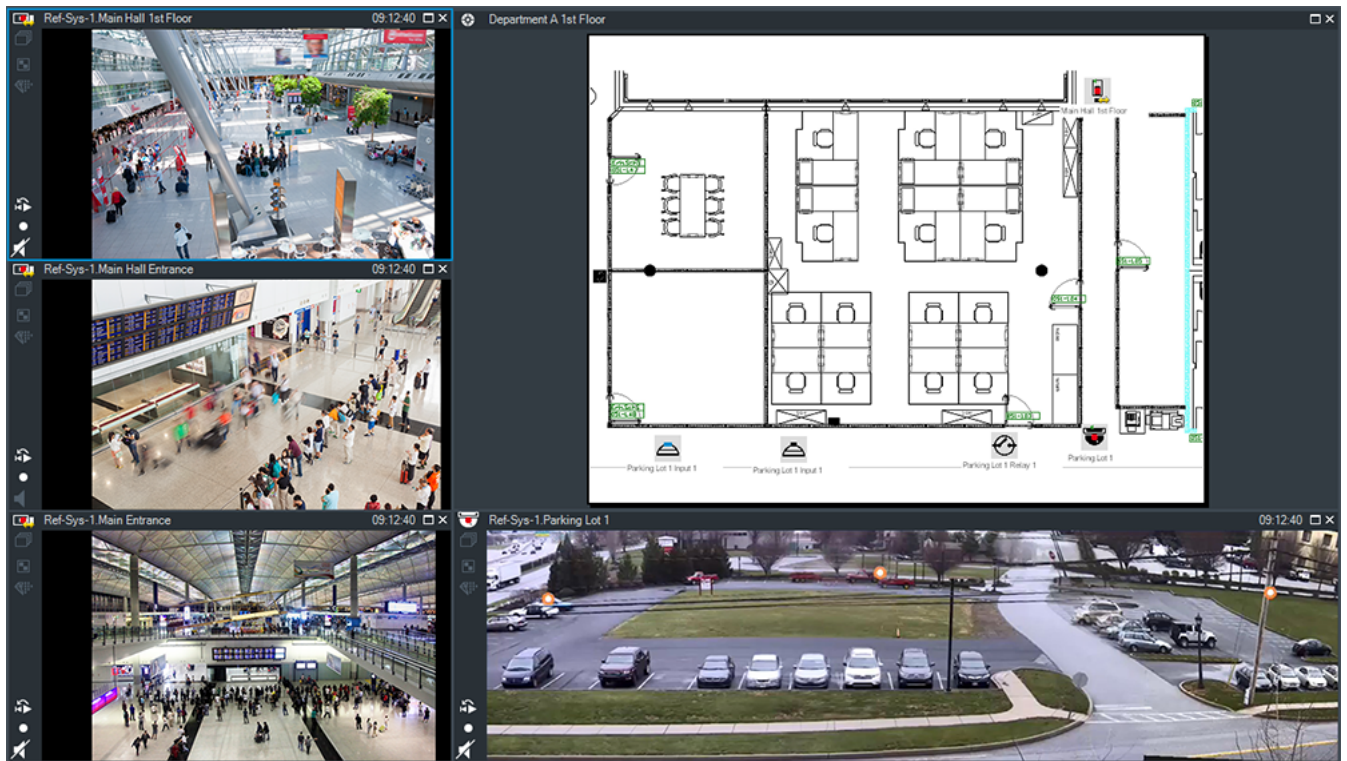 Ref-Sys-1.Main Hall 1st Floor 09:12:40
Department A 1st Floor
Main Hall 1st Floor
Ref-Sys-1.Main Hall Entrance 09:12:40
Parking Lot 1 Input 1
Parking Lot 1 Input 1
Parking Lot 1 Relay 1
Parking Lot 1
Ref-Sys-1.Main Entrance 09:12:40
Ref-Sys-1.Parking Lot 1 09:12:40